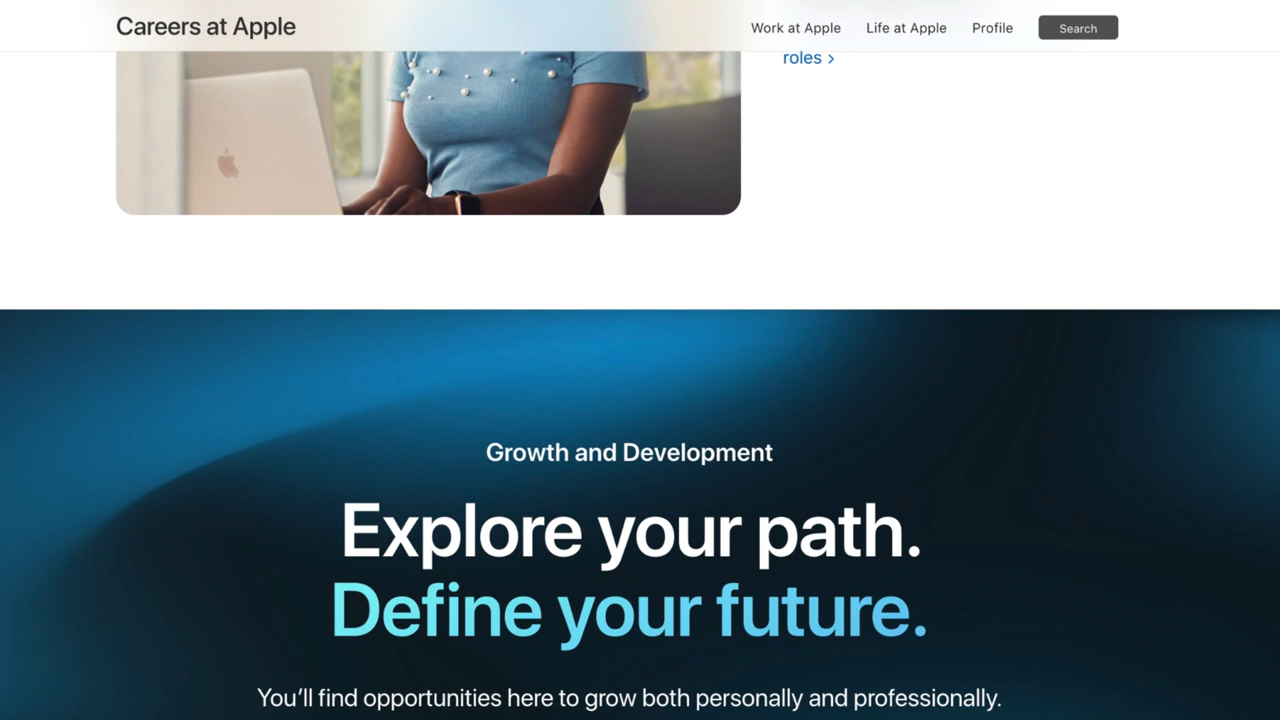 Careers at Apple
Work at Apple
Life at Apple
Profile
Search
roles ›
Growth and Development
Explore your path.
Define your future.
You’ll find opportunities here to grow both personally and professionally.